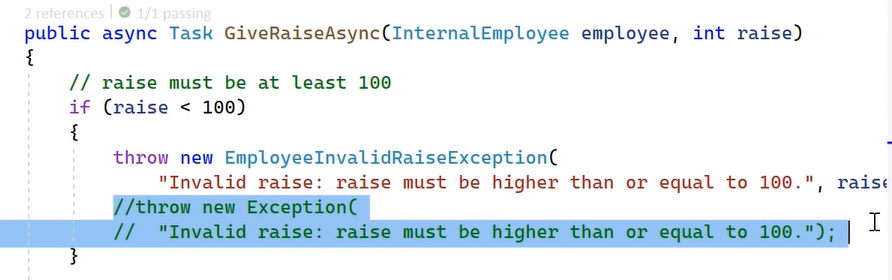 2 references | 1/1 passing
public async Task GiveRaiseAsync(InternalEmployee employee, int raise)
{
// raise must be at least 100
if (raise < 100)
{
throw new EmployeeInvalidRaiseException(
"Invalid raise: raise must be higher than or equal to 100.", raise
//throw new Exception(
//  "Invalid raise: raise must be higher than or equal to 100.");
}